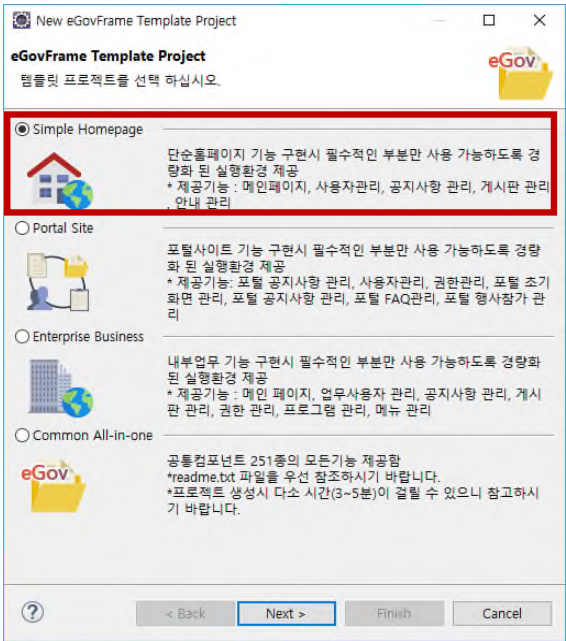 New eGovFrame Template Project
eGovFrame Template Project
템플릿 프로젝트를 선택 하십시오.
eGov
Simple Homepage
단순홈페이지 기능 구현시 필수적인 부분만 사용 가능하도록 경
량화 된 실행환경 제공
* 제공기능 : 메인페이지, 사용자관리, 공지사항 관리, 게시판 관리
, 안내 관리
Portal Site
포털사이트 기능 구현시 필수적인 부분만 사용 가능하도록 경량
화 된 실행환경 제공
* 제공기능: 포털 공지사항 관리, 사용자관리, 권한관리, 포털 초기
화면 관리, 포털 공지사항 관리, 포털 FAQ관리, 포털 행사참가 관
리
Enterprise Business
내부업무 기능 구현시 필수적인 부분만 사용 가능하도록 경량화
된 실행환경 제공
* 제공기능 : 메인 페이지, 업무사용자 관리, 공지사항 관리, 게시
판 관리, 권한 관리, 프로그램 관리, 메뉴 관리
Common All-in-one
eGov
공통컴포넌트 251종의 모든기능 제공함
*readme.txt 파일을 우선 참조하시기 바랍니다.
*프로젝트 생성시 다소 시간(3~5분)이 걸릴 수 있으니 참고하시
기 바랍니다.
?
< Back
Next >
Finish
Cancel